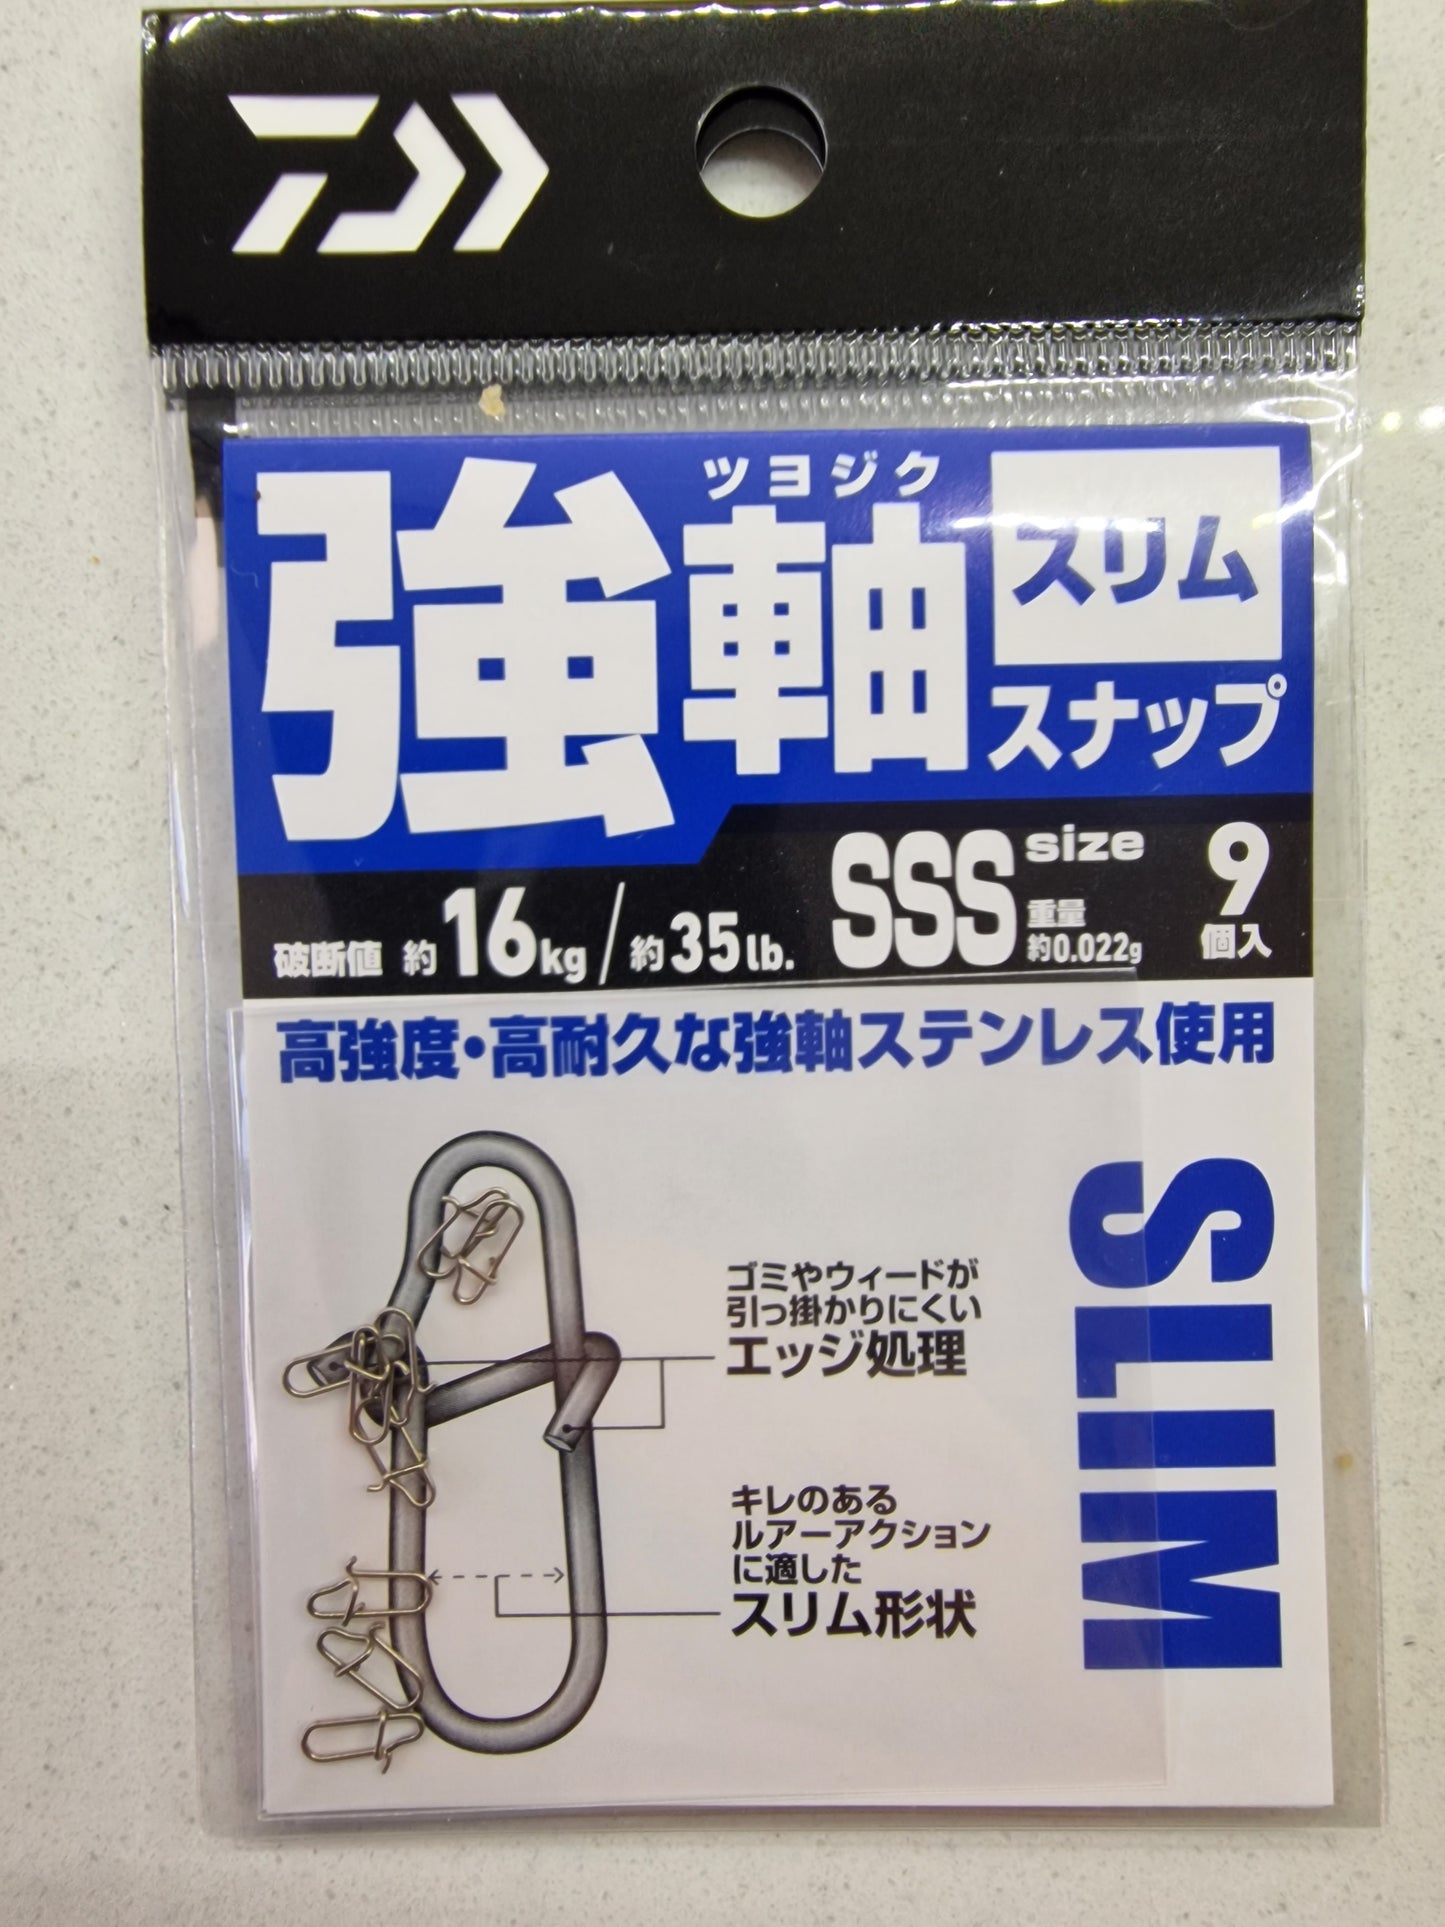 ツヨジク
強軸
スリム
スナップ
破断値 約16kg/約35lb.
SSS size
重量
約0.022g
9
個入
高強度・高耐久な強軸ステンレス使用
ゴミやウィードが
引っ掛かりにくい
エッジ処理
キレのある
ルアーアクション
に適した
スリム形状
SLIM